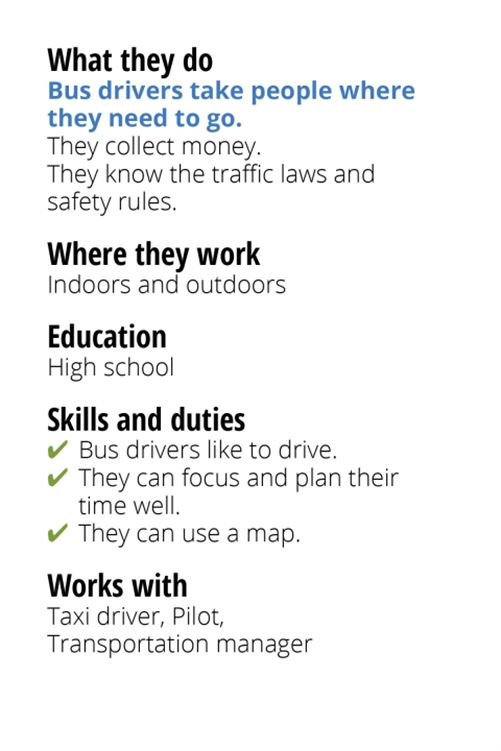 What they do
Bus drivers take people where
they need to go.
They collect money.
They know the traffic laws and
safety rules.
Where they work
Indoors and outdoors
Education
High school
Skills and duties
✔ Bus drivers like to drive.
✔ They can focus and plan their
time well.
✔ They can use a map.
Works with
Taxi driver, Pilot,
Transportation manager